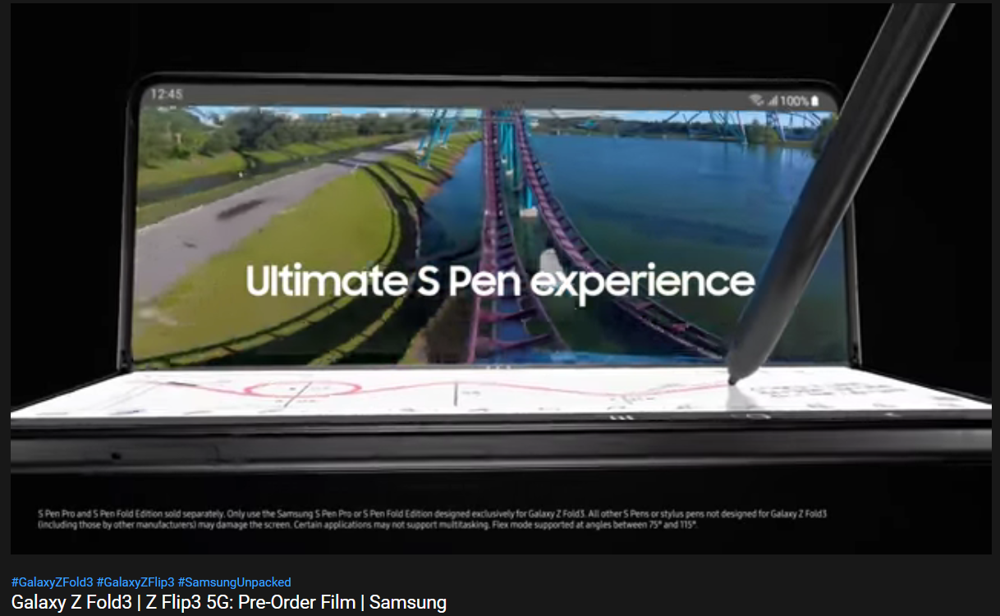 12:45
100%
Ultimate S Pen experience
S Pen Pro and S Pen Fold Edition sold separately. Only use the Samsung S Pen Pro or S Pen Fold Edition designed exclusively for Galaxy Z Fold3. All other S Pens or stylus pens not designed for Galaxy Z Fold3
(including those by other manufacturers) may damage the screen. Certain applications may not support multitasking. Flex mode supported at angles between 75° and 115°.
#GalaxyZFold3 #GalaxyZFlip3 #SamsungUnpacked
Galaxy Z Fold3 | Z Flip3 5G: Pre-Order Film | Samsung